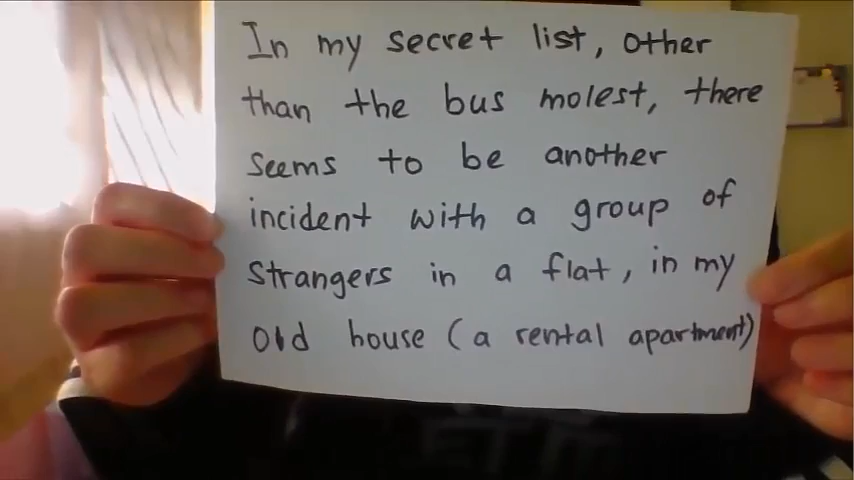 In my secret list, other
than the bus molest, there
seems to be another
incident with a group of
strangers in a flat, in my
old house (a rental apartment)